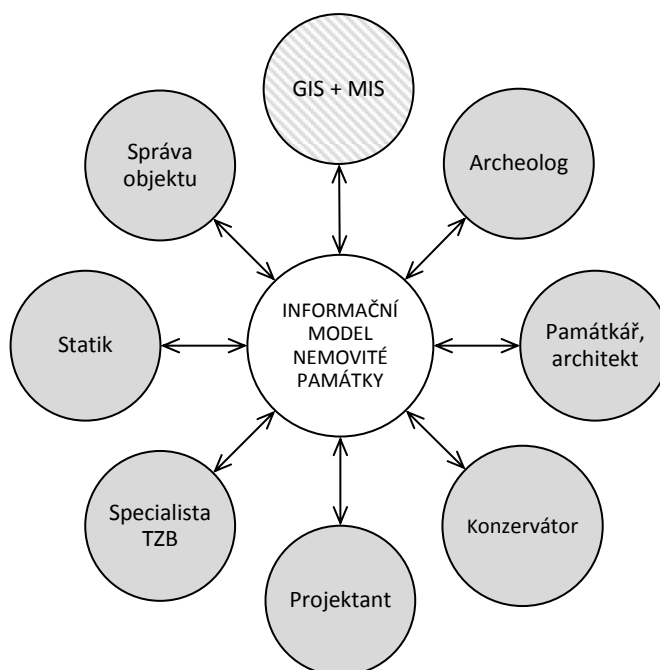 GIS + MIS
Správa
objektu
Archeolog
Statik
INFORMAČNÍ
MODEL
NEMOVITÉ
PAMÁTKY
Památkář,
architekt
Specialista
TZB
Konzervátor
Projektant